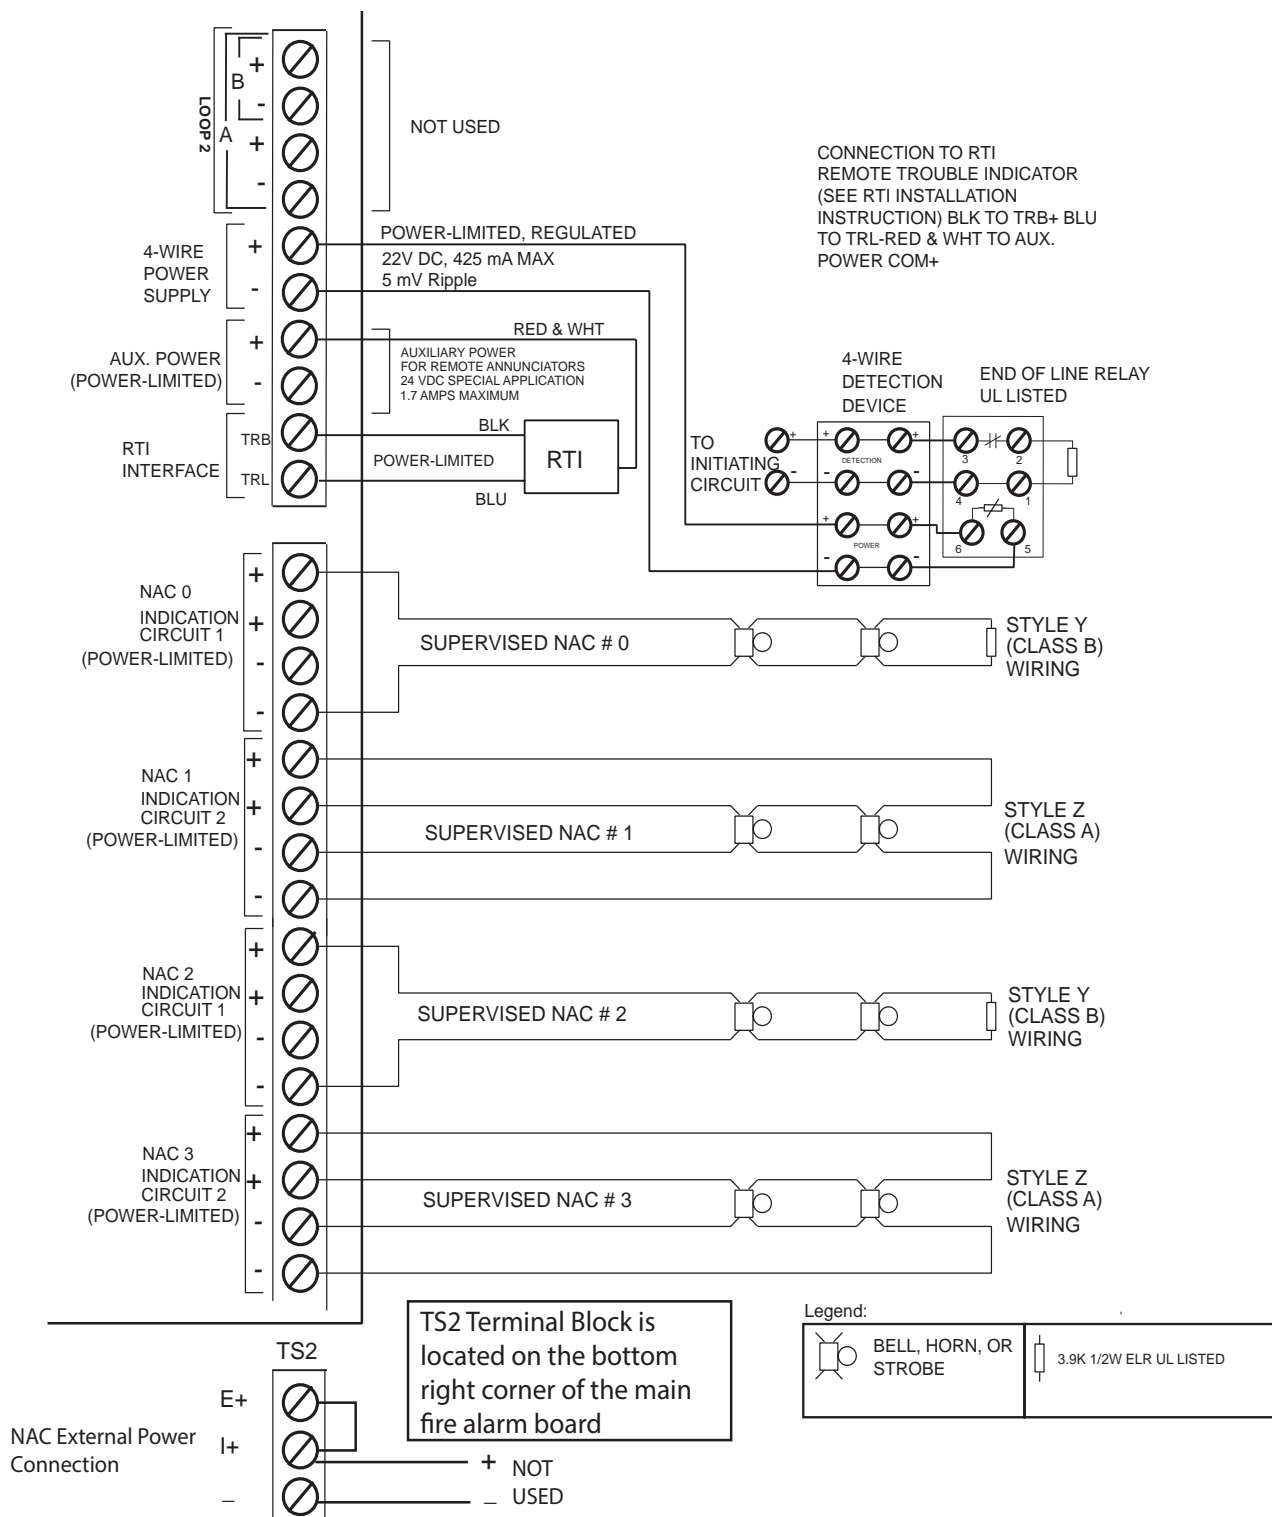 LOOP 2
B
A
+
-
+
-
NOT USED
4-WIRE
POWER
SUPPLY
+
-
POWER-LIMITED, REGULATED
22V DC, 425 mA MAX
5 mV Ripple
CONNECTION TO RTI
REMOTE TROUBLE INDICATOR
(SEE RTI INSTALLATION
INSTRUCTION) BLK TO TRB+ BLU
TO TRL-RED & WHT TO AUX.
POWER COM+
AUX. POWER
(POWER-LIMITED)
+
-
RED & WHT
AUXILIARY POWER
FOR REMOTE ANNUNCIATORS
24 VDC SPECIAL APPLICATION
1.7 AMPS MAXIMUM
RTI
INTERFACE
TRB
TRL
BLK
POWER-LIMITED
BLU
RTI
4-WIRE
DETECTION
DEVICE
END OF LINE RELAY
UL LISTED
TO
INITIATING
CIRCUIT
+
-
+ +
DETECTION
- -
+ +
POWER
- -
3 2
4 1
6 5
NAC 0
INDICATION
CIRCUIT 1
(POWER-LIMITED)
+
+
-
-
SUPERVISED NAC # 0
STYLE Y
(CLASS B)
WIRING
NAC 1
INDICATION
CIRCUIT 2
(POWER-LIMITED)
+
+
-
-
SUPERVISED NAC # 1
STYLE Z
(CLASS A)
WIRING
NAC 2
INDICATION
CIRCUIT 1
(POWER-LIMITED)
+
+
-
-
SUPERVISED NAC # 2
STYLE Y
(CLASS B)
WIRING
NAC 3
INDICATION
CIRCUIT 2
(POWER-LIMITED)
+
+
-
-
SUPERVISED NAC # 3
STYLE Z
(CLASS A)
WIRING
TS2 Terminal Block is
located on the bottom
right corner of the main
fire alarm board
Legend:
BELL, HORN, OR
STROBE
3.9K 1/2W ELR UL LISTED
TS2
NAC External Power
Connection
E+
I+
–
+ NOT
– USED